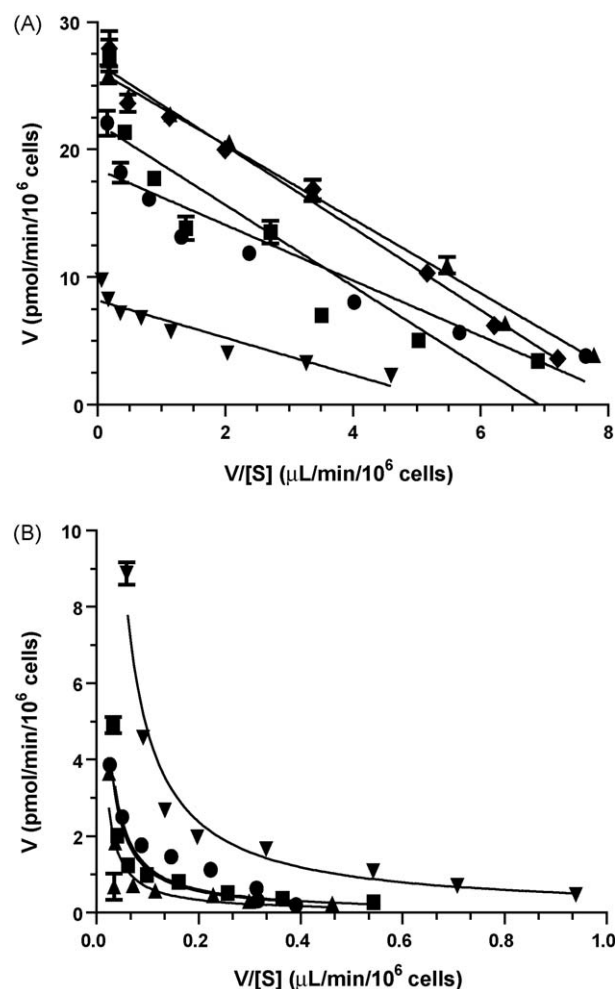 (A)
30
20
10
0
V (pmol/min/10⁶ cells)
0 2 4 6 8
V/[S] (μL/min/10⁶ cells)
(B)
10
8
6
4
2
0
V (pmol/min/10⁶ cells)
0.0 0.2 0.4 0.6 0.8 1.0
V/[S] (μL/min/10⁶ cells)